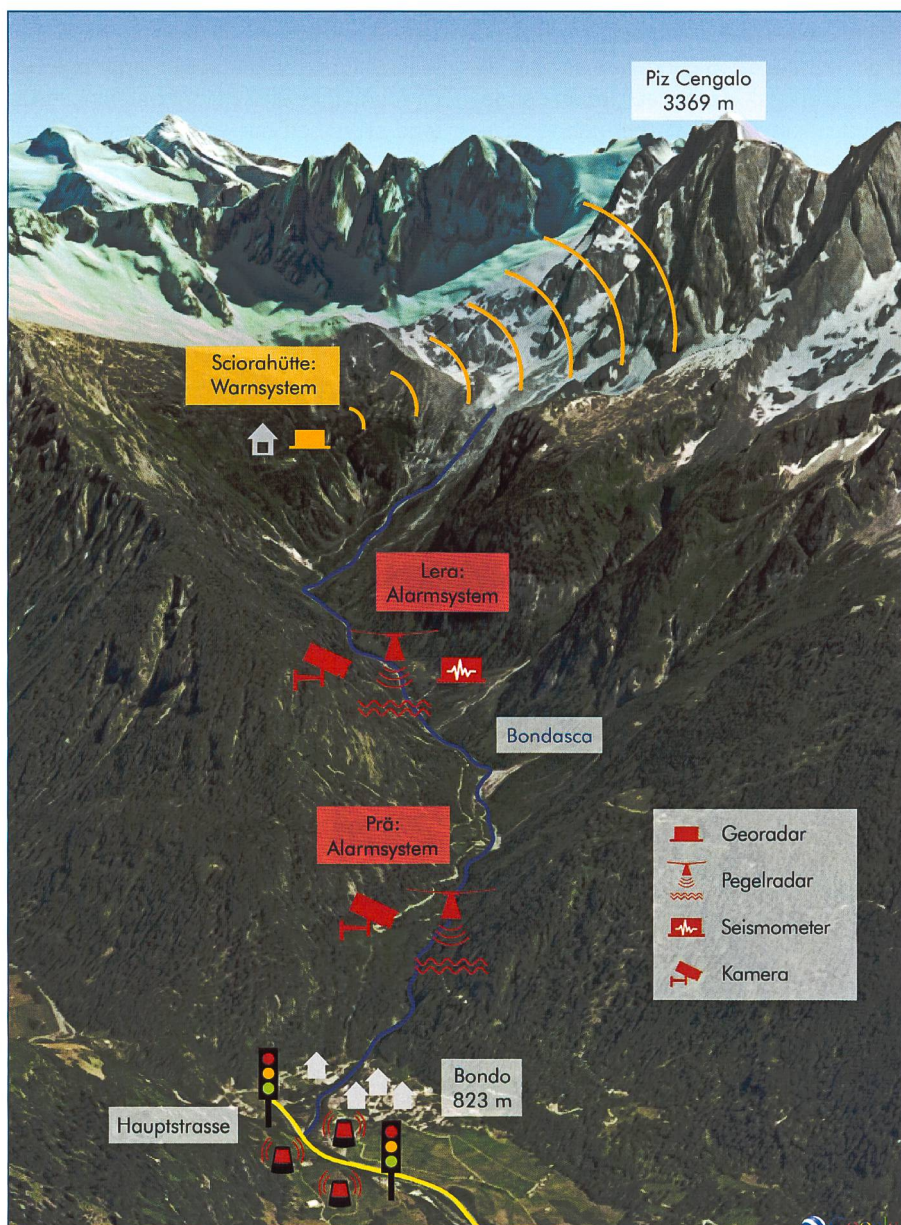 Piz Cengalo
3369 m
Sciorahütte:
Warnsystem
Lera:
Alarmsystem
Bondasca
Prä:
Alarmsystem
Georadar
Pegelradar
Seismometer
Kamera
Bondo
823 m
Hauptstrasse